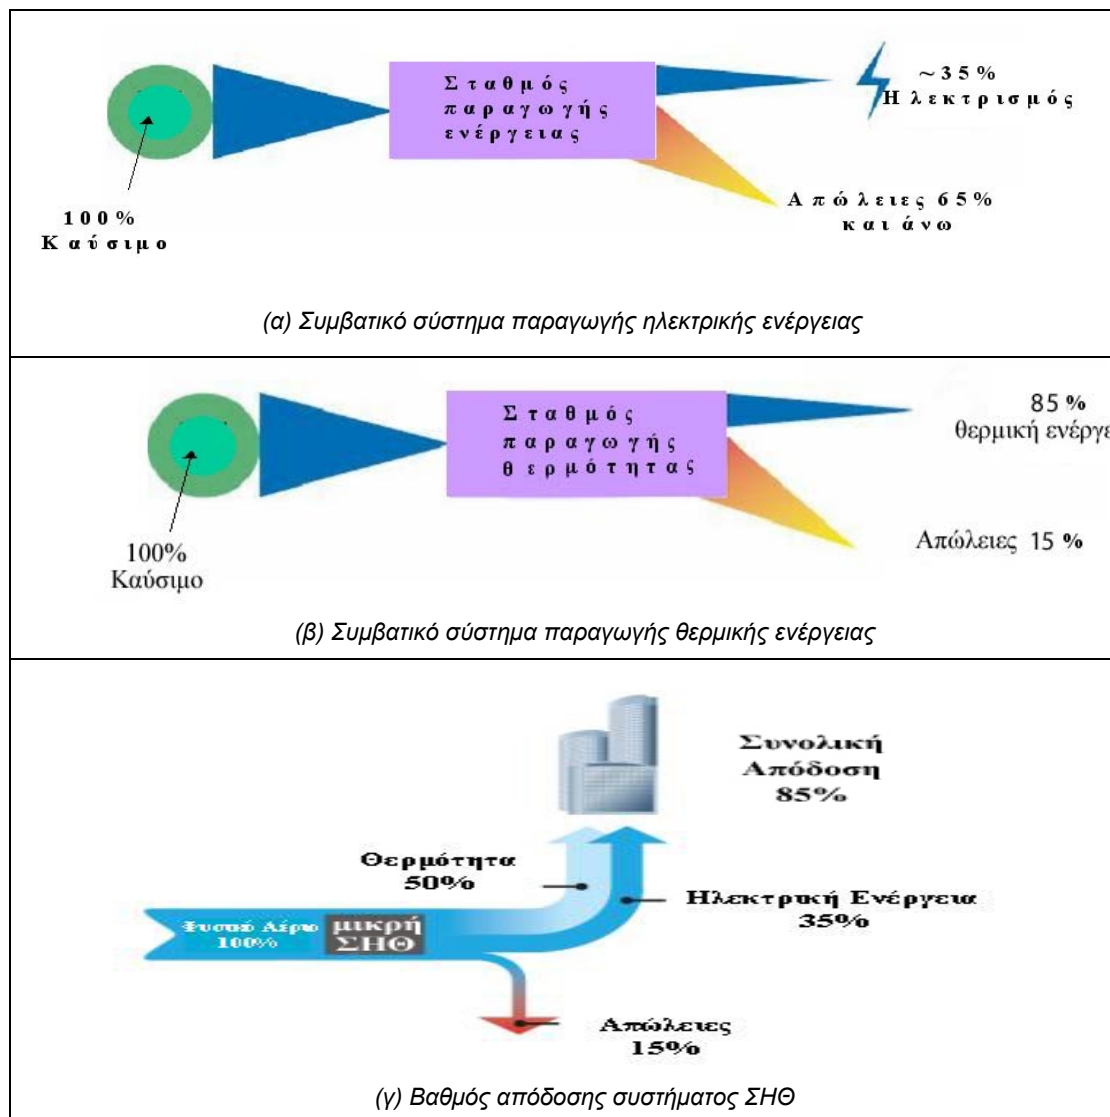 Σταθμός
παραγωγής
ενέργειας
~35%
Ηλεκτρισμός
100%
Καύσιμο
Απώλειες 65%
και άνω
(α) Συμβατικό σύστημα παραγωγής ηλεκτρικής ενέργειας
Σταθμός
παραγωγής
θερμότητας
85 %
θερμική ενέργε
100%
Καύσιμο
Απώλειες 15 %
(β) Συμβατικό σύστημα παραγωγής θερμικής ενέργειας
Συνολική
Απόδοση
85%
Θερμότητα
50%
Ηλεκτρική Ενέργεια
35%
Φυσικό Αέριο
100%
μικρή
ΣΗΘ
Απώλειες
15%
(γ) Βαθμός απόδοσης συστήματος ΣΗΘ